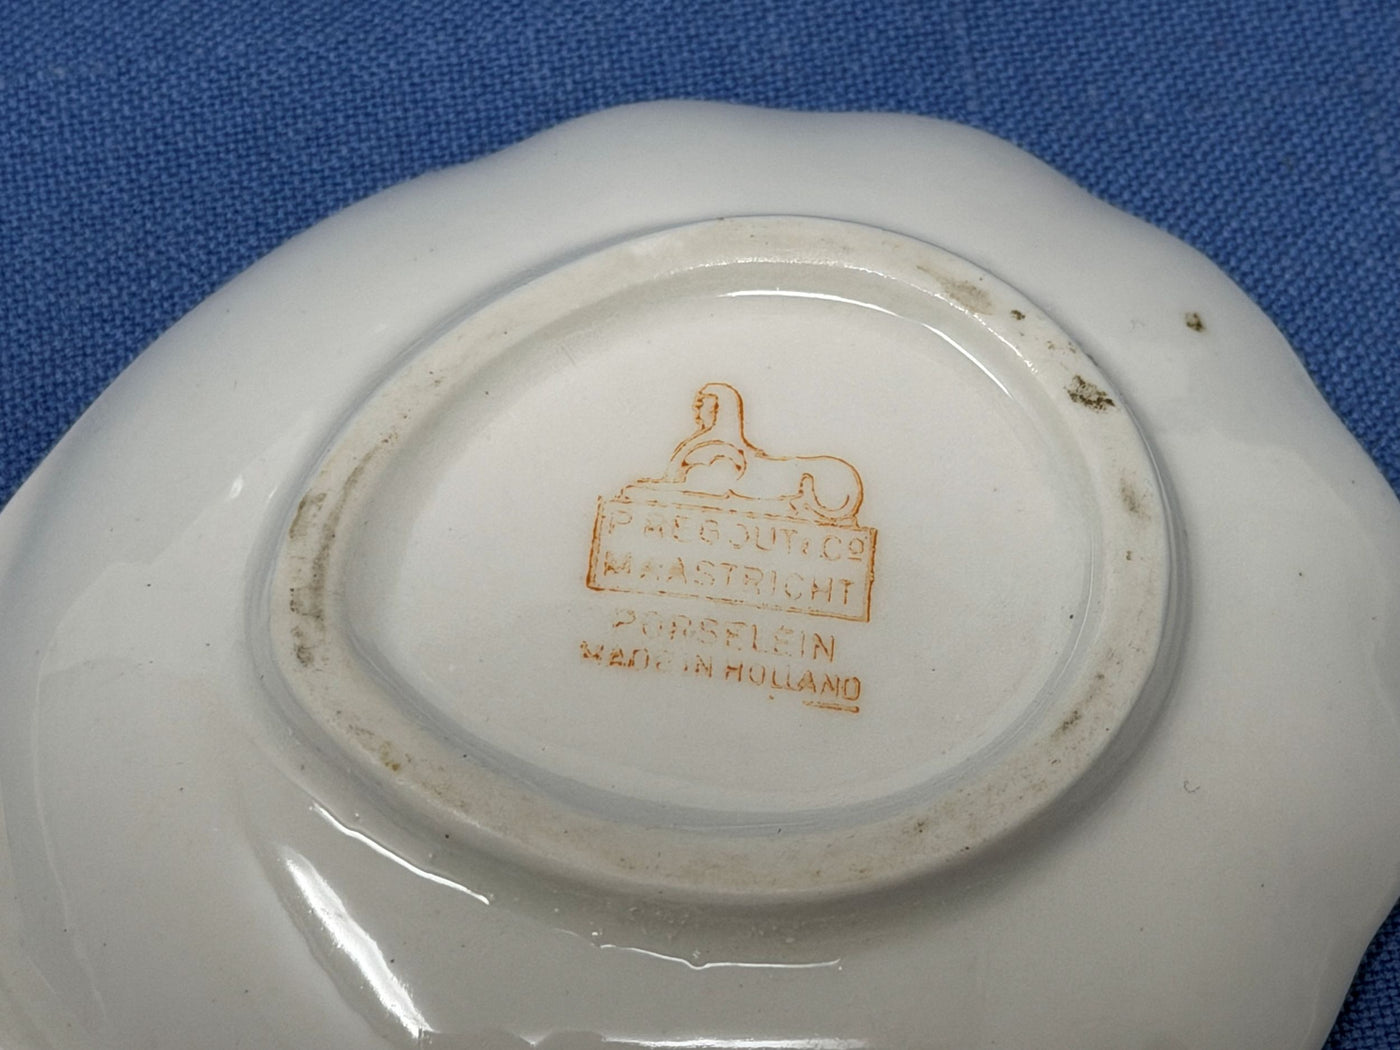 P. REGOUT & Cº
MAASTRICHT
PORSELEIN
MADE IN HOLLAND